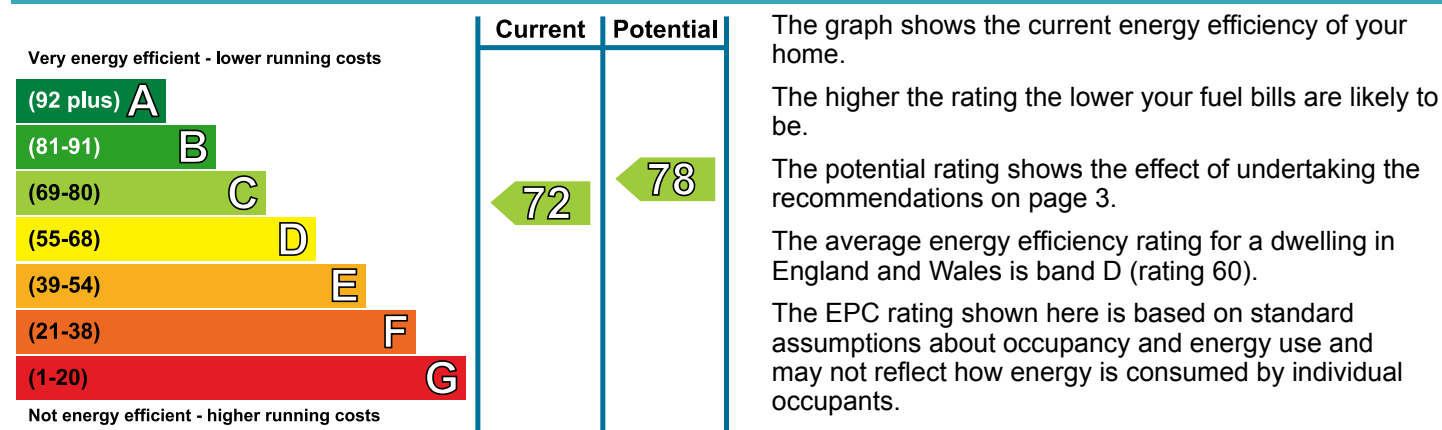 Current Potential
Very energy efficient - lower running costs
(92 plus) A
(81-91) B
(69-80) C
(55-68) D
(39-54) E
(21-38) F
(1-20) G
Not energy efficient - higher running costs
72
78
The graph shows the current energy efficiency of your
home.
The higher the rating the lower your fuel bills are likely to
be.
The potential rating shows the effect of undertaking the
recommendations on page 3.
The average energy efficiency rating for a dwelling in
England and Wales is band D (rating 60).
The EPC rating shown here is based on standard
assumptions about occupancy and energy use and
may not reflect how energy is consumed by individual
occupants.